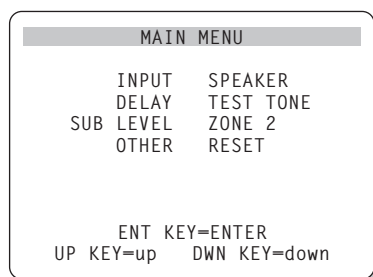 MAIN MENU
INPUT SPEAKER
DELAY TEST TONE
SUB LEVEL ZONE 2
OTHER RESET
ENT KEY=ENTER
UP KEY=up DWN KEY=down